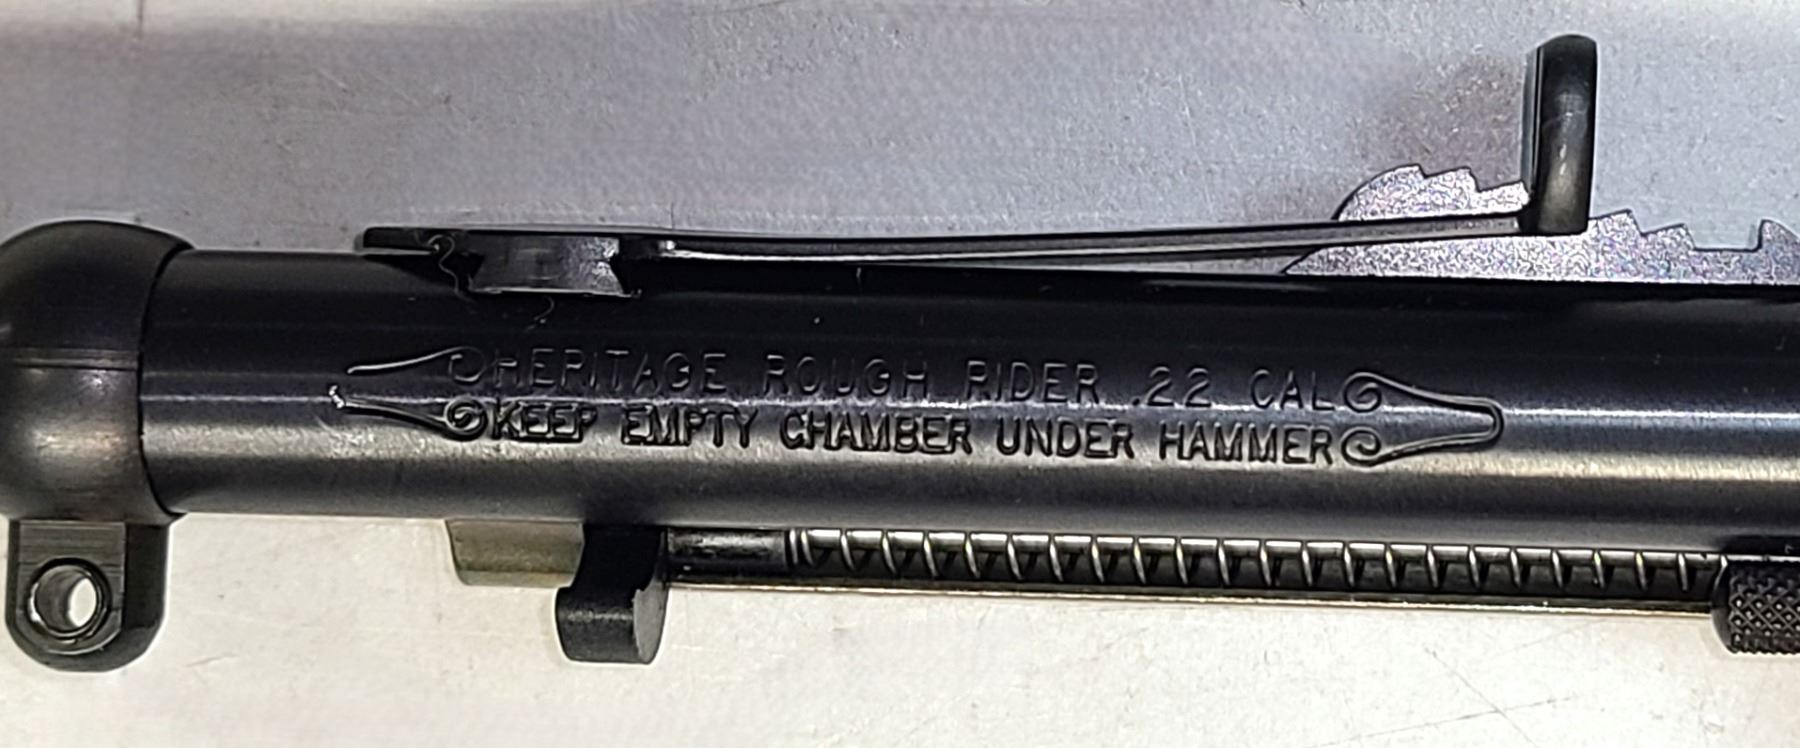 HERITAGE ROUGH RIDER .22 CAL
KEEP EMPTY CHAMBER UNDER HAMMER